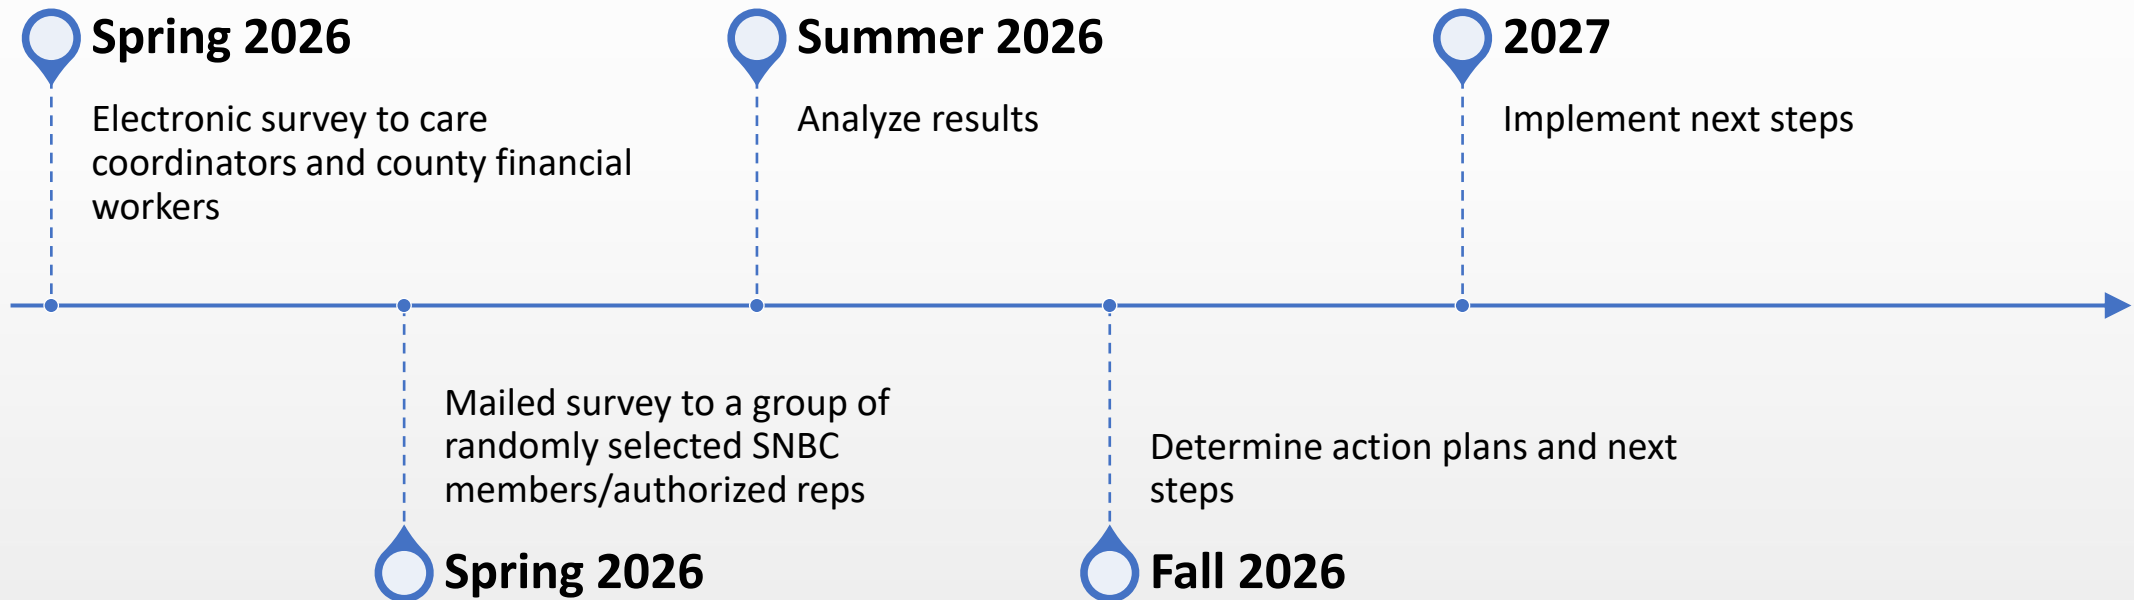 Spring 2026
Electronic survey to care
coordinators and county financial
workers
Mailed survey to a group of
randomly selected SNBC
members/authorized reps
Spring 2026
Summer 2026
Analyze results
Determine action plans and next
steps
Fall 2026
2027
Implement next steps